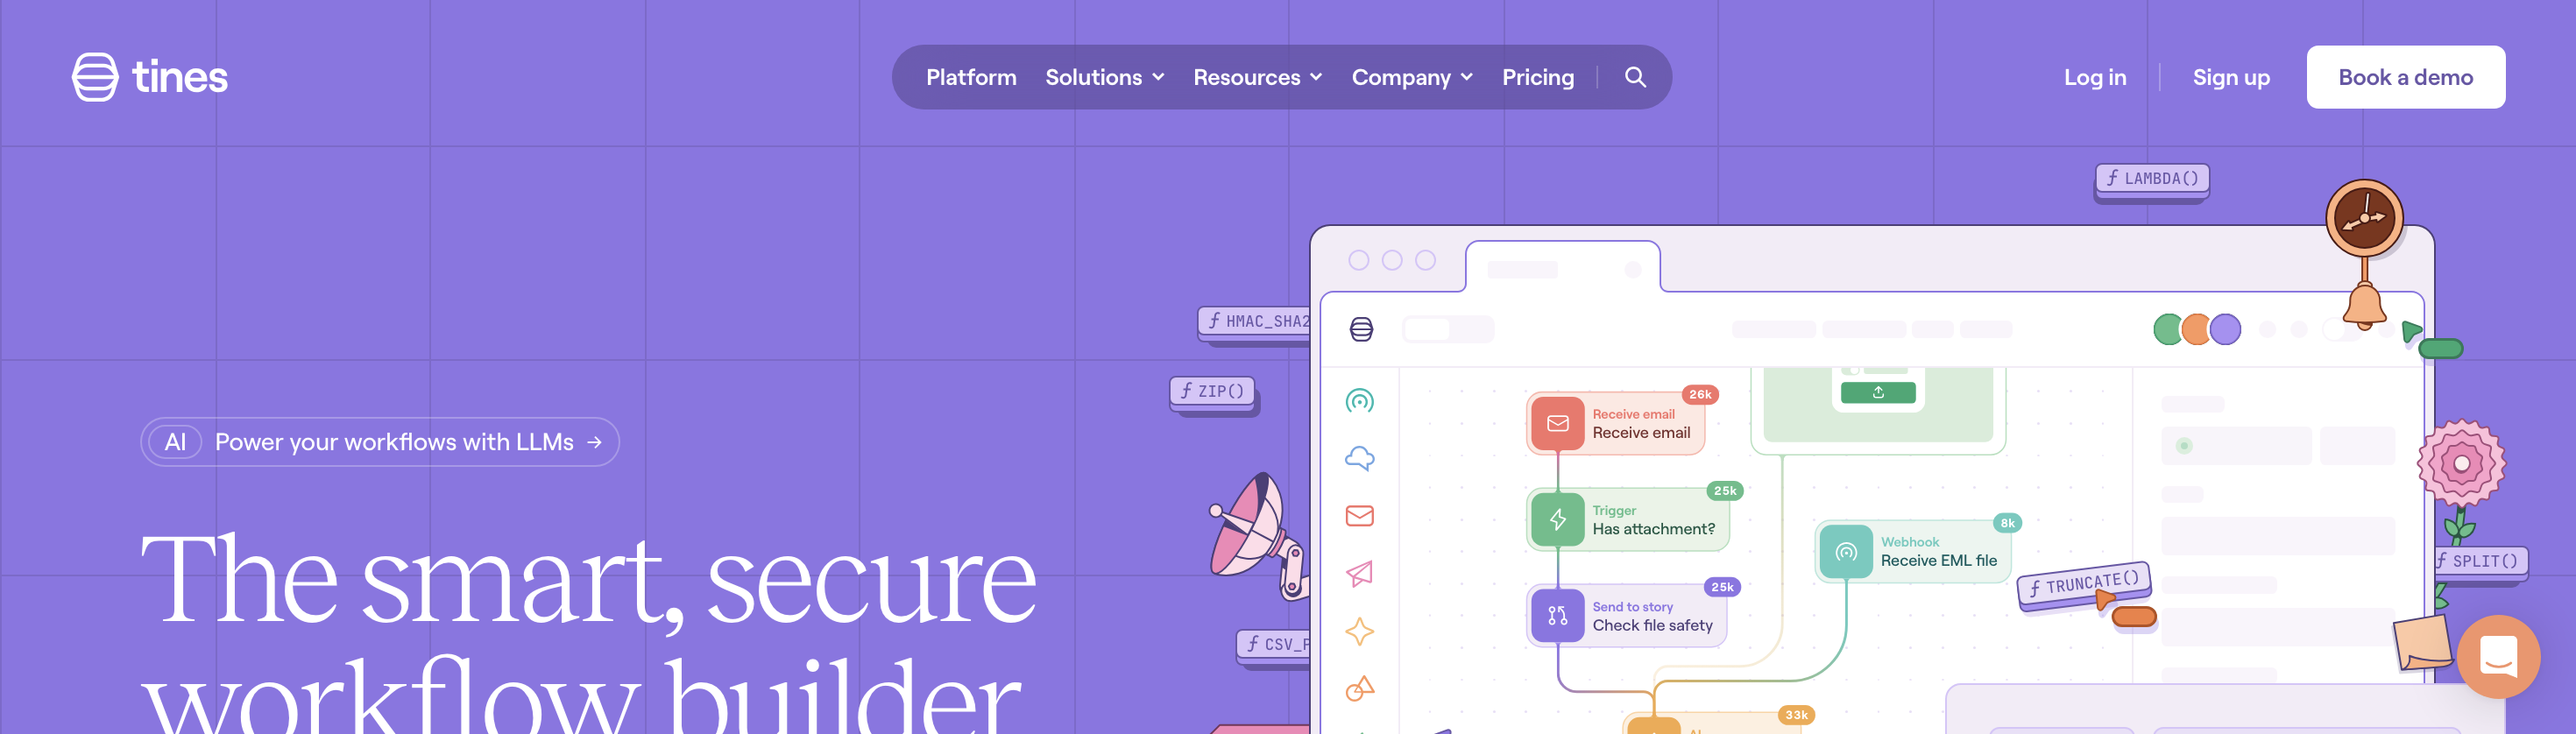 tines
Platform Solutions Resources Company Pricing
Log in Sign up Book a demo
ƒ LAMBDA()
ƒ HMAC_SHA2
ƒ ZIP()
AI Power your workflows with LLMs →
The smart, secure
workflow builder
26k
Receive email
Receive email
25k
Trigger
Has attachment?
8k
Webhook
Receive EML file
25k
Send to story
Check file safety
ƒ TRUNCATE()
ƒ SPLIT()
ƒ CSV_
33k